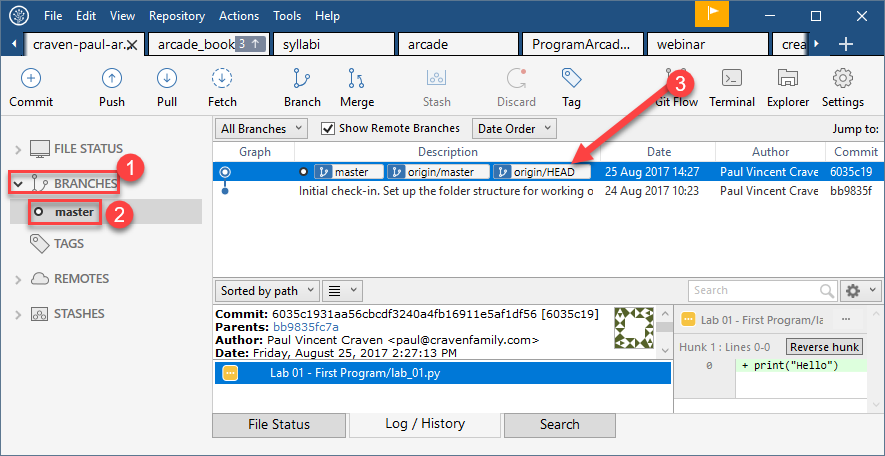 File Edit View Repository Actions Tools Help
craven-paul-ar... arcade_book 3 syllabi arcade ProgramArcad... webinar crea
Commit Push Pull Fetch Branch Merge Stash Discard Tag Git Flow Terminal Explorer Settings
3
All Branches Show Remote Branches Date Order Jump to:
FILE STATUS
1
BRANCHES
master
2
TAGS
REMOTES
STASHES
Graph Description Date Author Commit
master origin/master origin/HEAD 25 Aug 2017 14:27 Paul Vincent Crave 6035c19
Initial check-in. Set up the folder structure for working o 24 Aug 2017 10:23 Paul Vincent Crave bb9835f
Sorted by path Search
Commit: 6035c1931aa56cbcdf3240a4fb16911e5af1df56 [6035c19]
Parents: bb9835fc7a
Author: Paul Vincent Craven <paul@cravenfamily.com>
Date: Friday, August 25, 2017 2:27:13 PM
Lab 01 - First Program/lab_01.py
Lab 01 - First Program/la ...
Hunk 1 : Lines 0-0 Reverse hunk
0 + print("Hello")
File Status Log / History Search